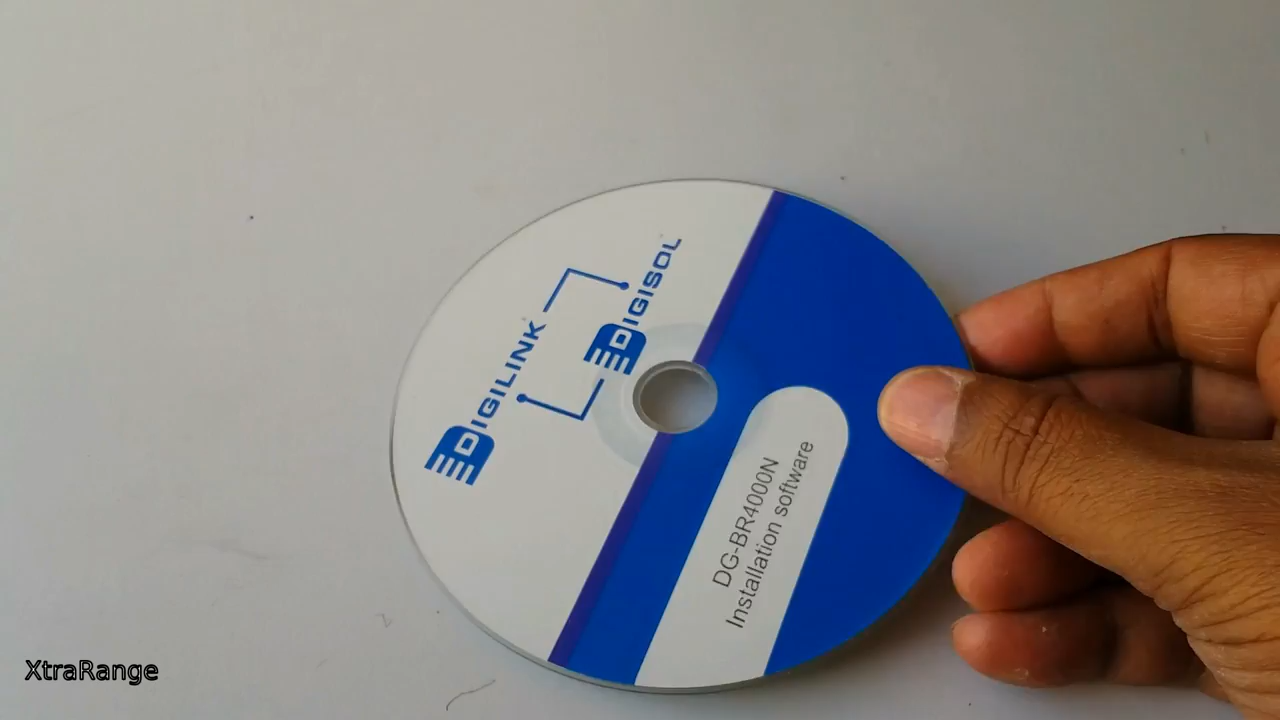 DIGILINK
DIGISOL
DG-BR4000N
Installation software
XtraRange